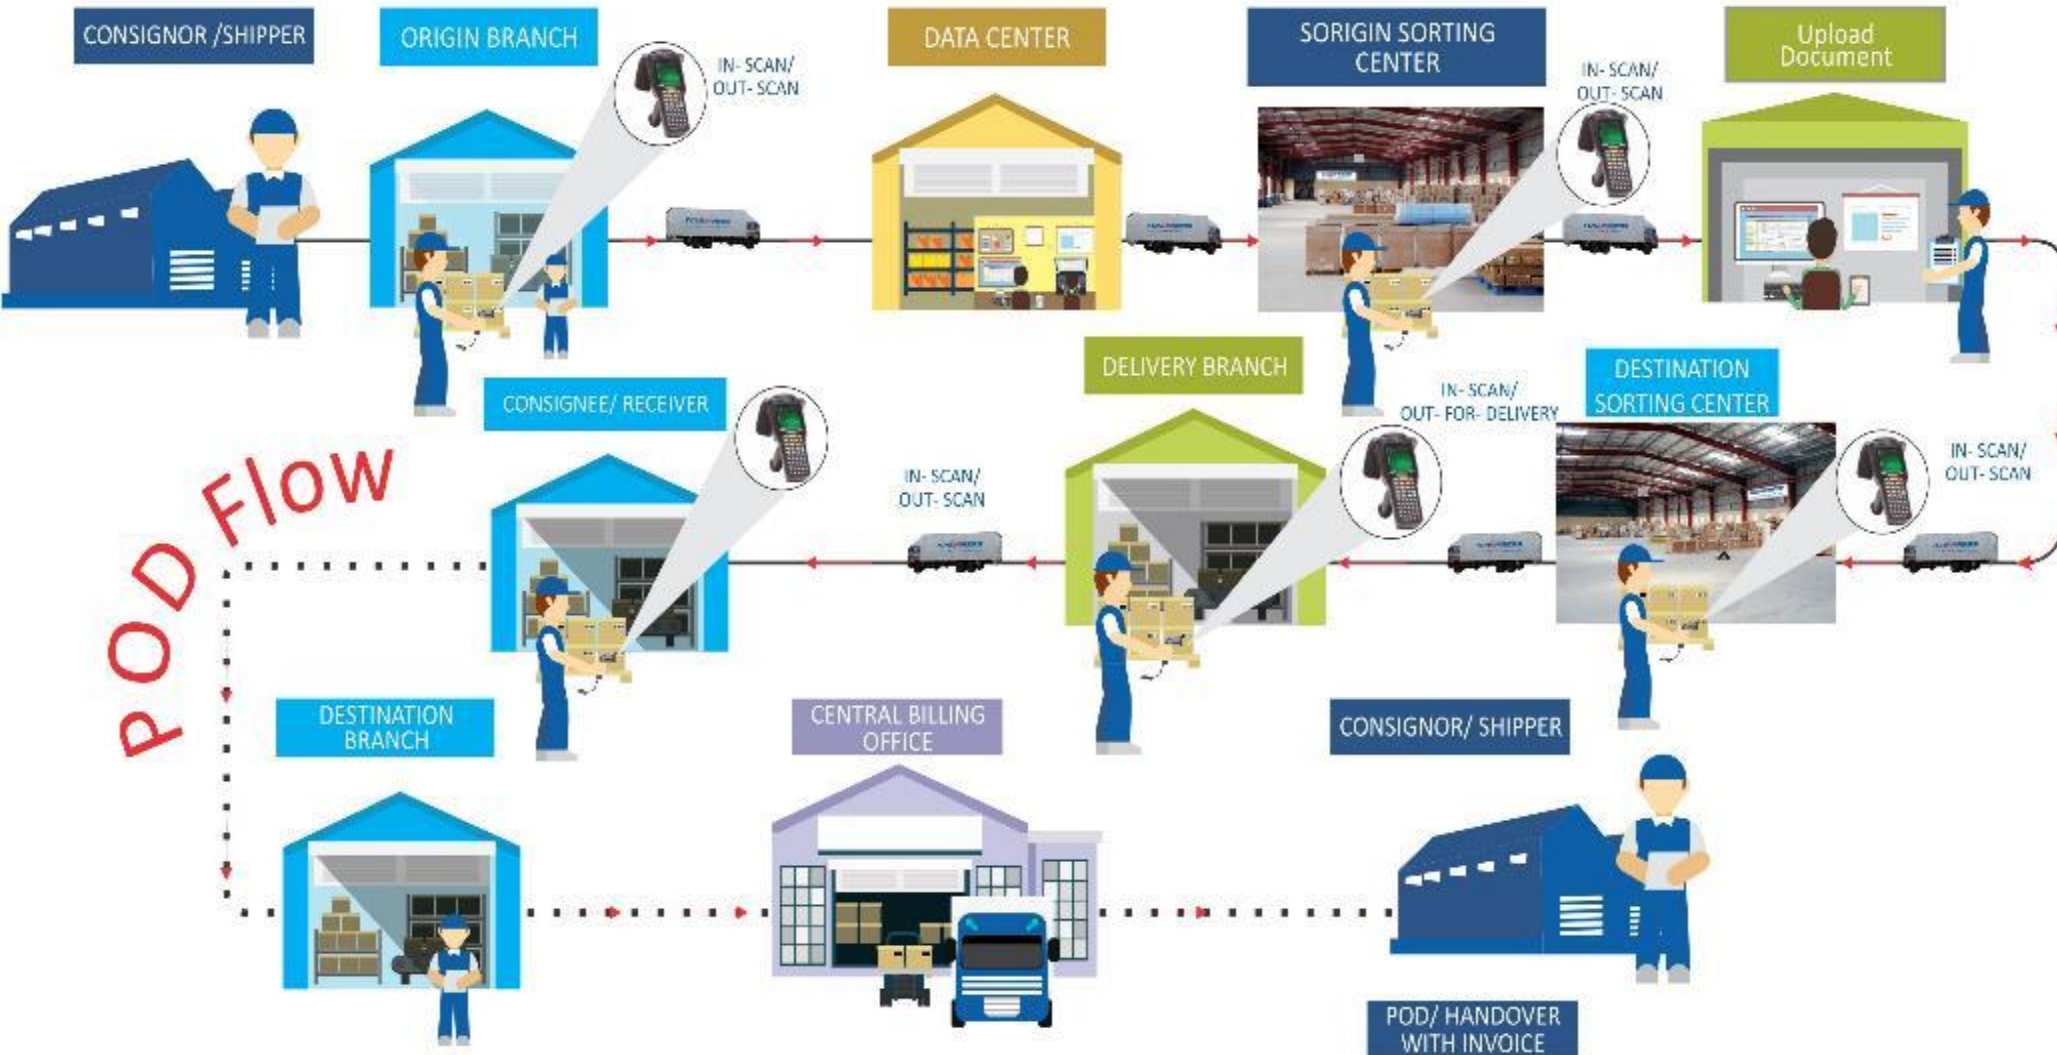 CONSIGNOR /SHIPPER
ORIGIN BRANCH
IN- SCAN/
OUT- SCAN
DATA CENTER
SORIGIN SORTING
CENTER
IN- SCAN/
OUT- SCAN
Upload
Document
CONSIGNEE/ RECEIVER
IN- SCAN/
OUT- SCAN
DELIVERY BRANCH
IN- SCAN/
OUT- FOR- DELIVERY
DESTINATION
SORTING CENTER
IN- SCAN/
OUT- SCAN
POD Flow
DESTINATION
BRANCH
CENTRAL BILLING
OFFICE
CONSIGNOR/ SHIPPER
POD/ HANDOVER
WITH INVOICE